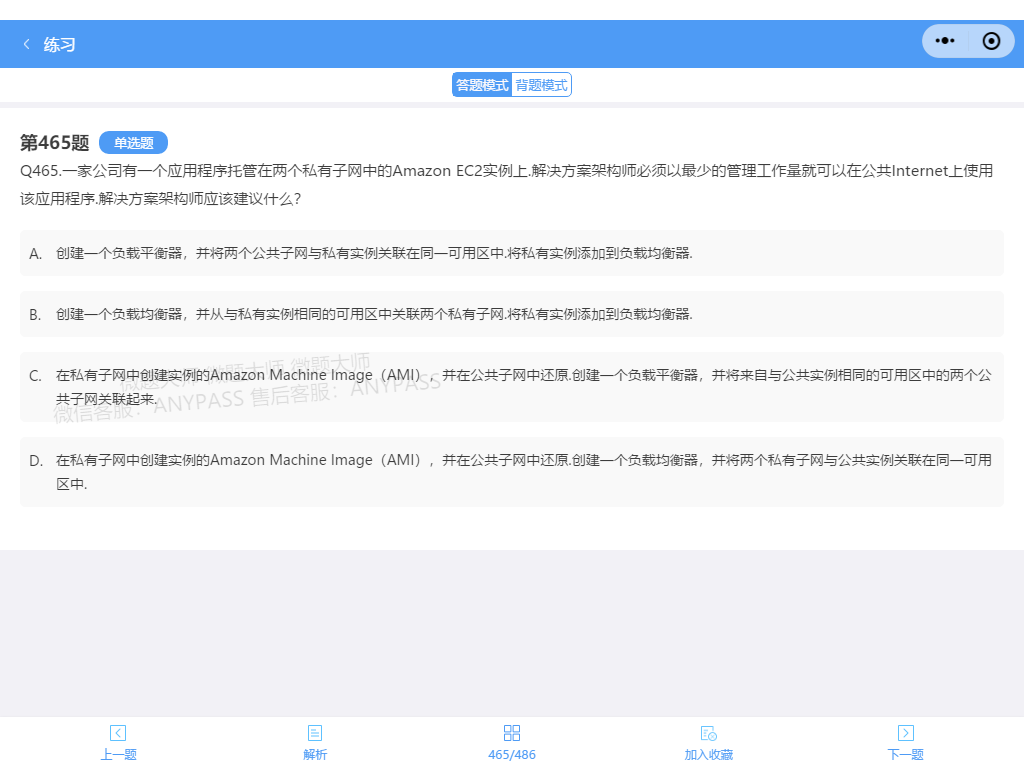 练习
答题模式 背题模式
第465题 单选题
Q465.一家公司有一个应用程序托管在两个私有子网中的Amazon EC2实例上.解决方案架构师必须以最少的管理工作量就可以在公共Internet上使用
该应用程序.解决方案架构师应该建议什么?
A. 创建一个负载平衡器，并将两个公共子网与私有实例关联在同一可用区中.将私有实例添加到负载均衡器.
B. 创建一个负载均衡器，并从与私有实例相同的可用区中关联两个私有子网.将私有实例添加到负载均衡器.
微题大师 微题大师 微题大师
C. 在私有子网中创建实例的Amazon Machine Image（AMI），并在公共子网中还原.创建一个负载平衡器，并将来自与公共实例相同的可用区中的两个公
共子网关联起来.
微信客服：ANYPASS 售后客服：ANYPASS
D. 在私有子网中创建实例的Amazon Machine Image（AMI），并在公共子网中还原.创建一个负载均衡器，并将两个私有子网与公共实例关联在同一可用
区中.
上一题 解析 465/486 加入收藏 下一题